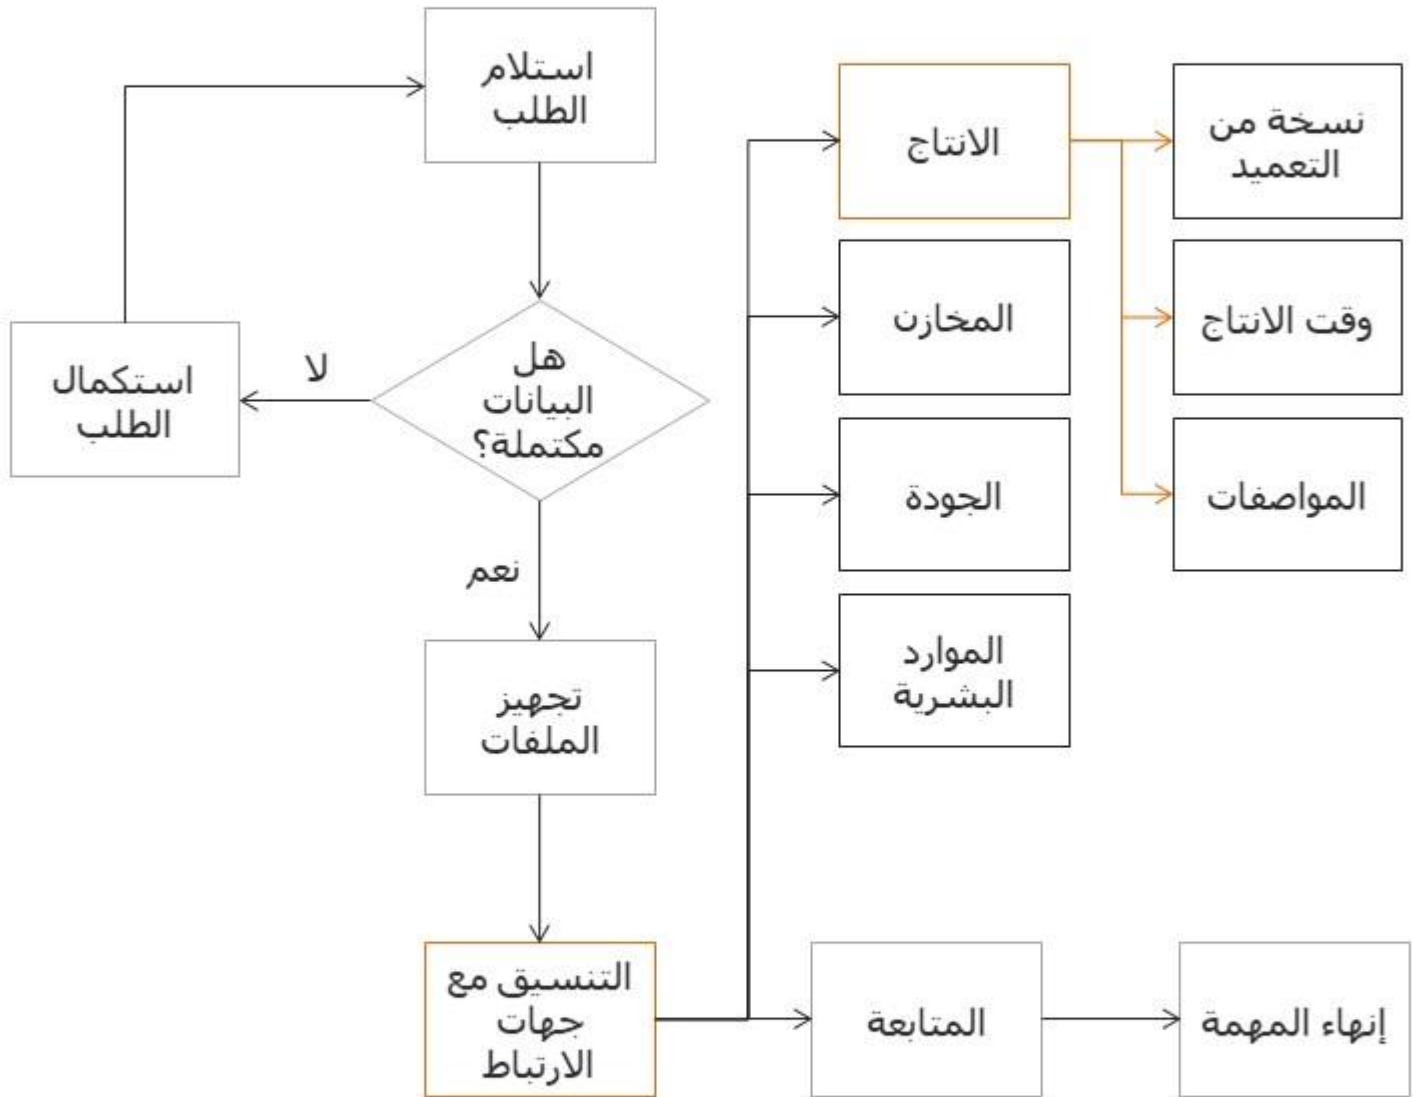 استلام
الطلب
هل
البيانات
مكتملة؟
لا
استكمال
الطلب
نعم
تجهيز
الملفات
التنسيق مع
جهات
الارتباط
الانتاج
المخازن
الجودة
الموارد
البشرية
نسخة من
التعميد
وقت الانتاج
المواصفات
المتابعة
إنهاء المهمة